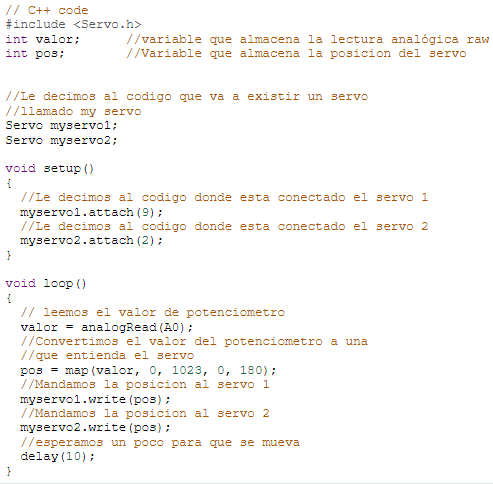 // C++ code
#include <Servo.h>
int valor;      //variable que almacena la lectura analógica raw
int pos;        //Variable que almacena la posicion del servo
//Le decimos al codigo que va a existir un servo
//llamado my servo
Servo myservo1;
Servo myservo2;
void setup()
{
  //Le decimos al codigo donde esta conectado el servo 1
  myservo1.attach(9);
  //Le decimos al codigo donde esta conectado el servo 2
  myservo2.attach(2);
}
void loop()
{
  // leemos el valor de potenciometro
  valor = analogRead(A0);
  //Convertimos el valor del potenciometro a una
  //que entienda el servo
  pos = map(valor, 0, 1023, 0, 180);
  //Mandamos la posicion al servo 1
  myservo1.write(pos);
  //Mandamos la posicion al servo 2
  myservo2.write(pos);
  //esperamos un poco para que se mueva
  delay(10);
}